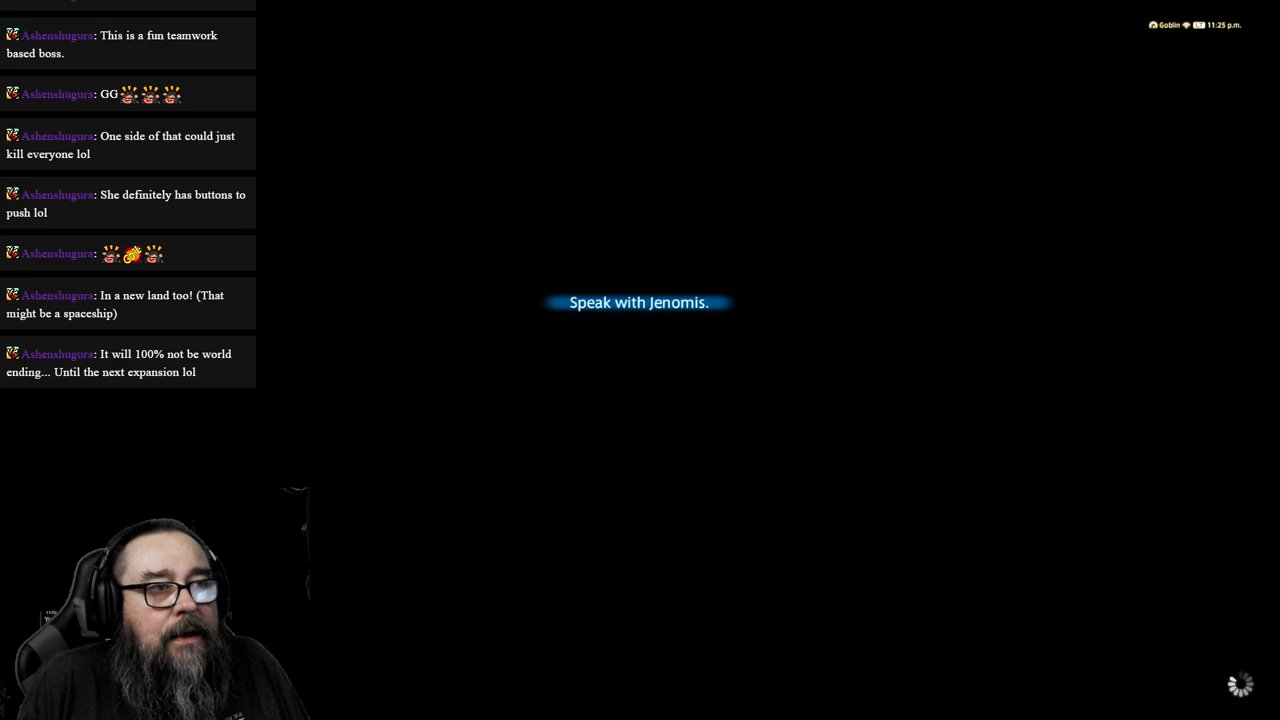 Ashenshugura: This is a fun teamwork
based boss.
Ashenshugura: GG
Ashenshugura: One side of that could just
kill everyone lol
Ashenshugura: She definitely has buttons to
push lol
Ashenshugura:
Ashenshugura: In a new land too! (That
might be a spaceship)
Ashenshugura: It will 100% not be world
ending... Until the next expansion lol
Goblin LT 11:25 p.m.
Speak with Jenomis.